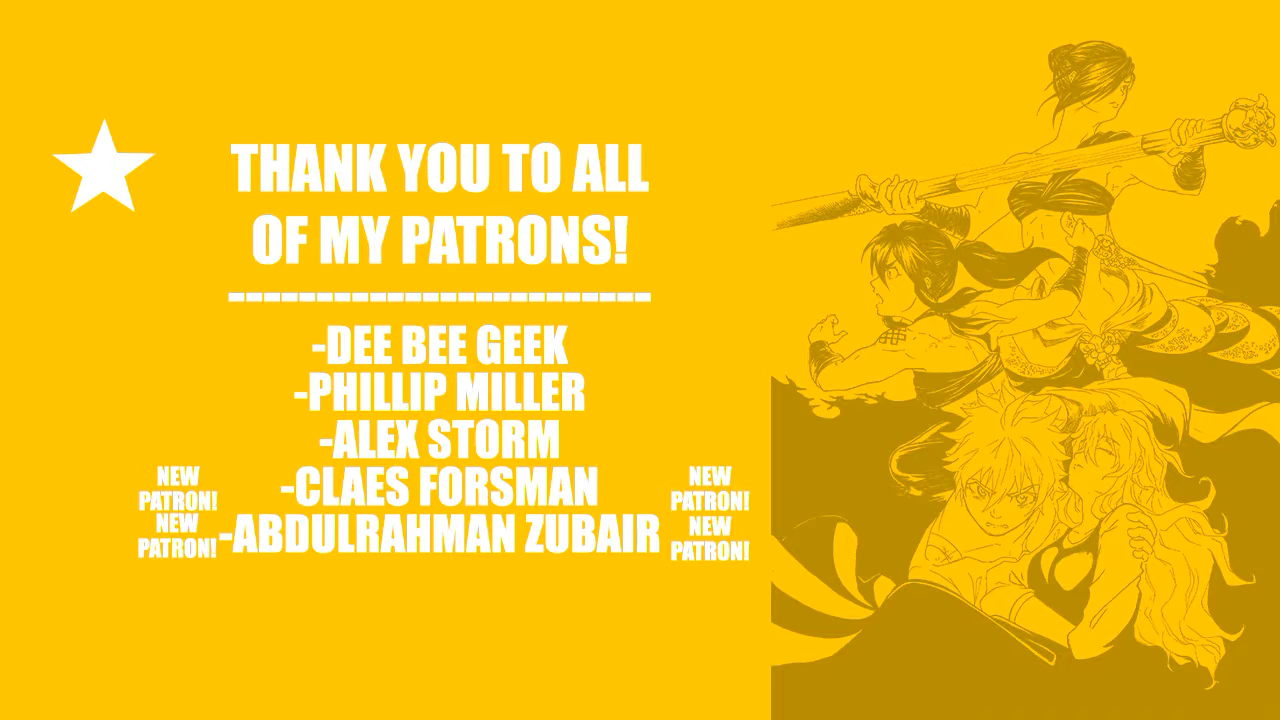 THANK YOU TO ALL
OF MY PATRONS!
------------------------
-DEE BEE GEEK
-PHILLIP MILLER
-ALEX STORM
NEW PATRON! -CLAES FORSMAN NEW PATRON!
NEW PATRON! -ABDULRAHMAN ZUBAIR NEW PATRON!